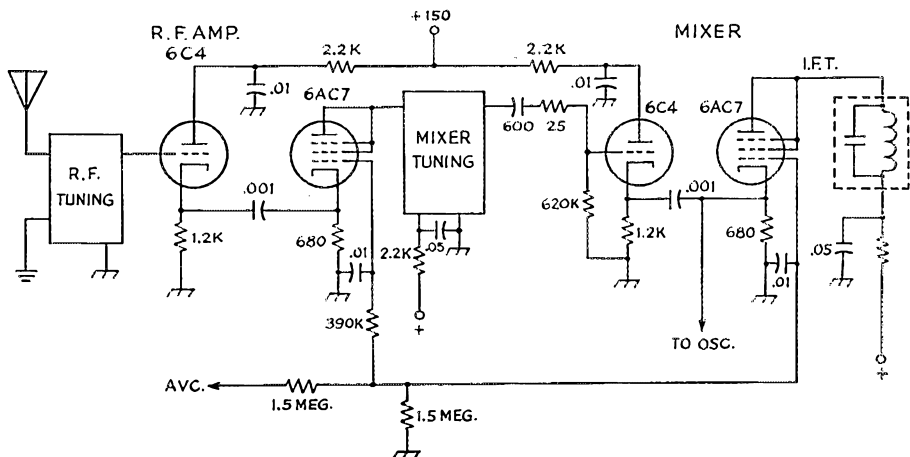 +150
R.F. AMP.
6C4
MIXER
2.2K
2.2K
.01
6AC7
.01
6C4
6AC7
I.F.T.
R.F.
TUNING
MIXER
TUNING
600
25
.001
.001
1.2K
680
.01
2.2K
.05
620K
1.2K
680
.01
.05
+
390K
TO OSC.
+
AVC.
1.5 MEG.
1.5 MEG.